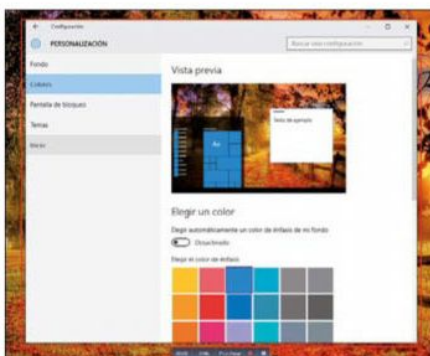 Configuración
PERSONALIZACIÓN
Buscar una configuración
Fondo
Colores
Pantalla de bloqueo
Temas
Inicio
Vista previa
Texto de ejemplo
Aa
Elegir un color
Elegir automáticamente un color de énfasis de mi fondo
Desactivado
Elegir el color de énfasis